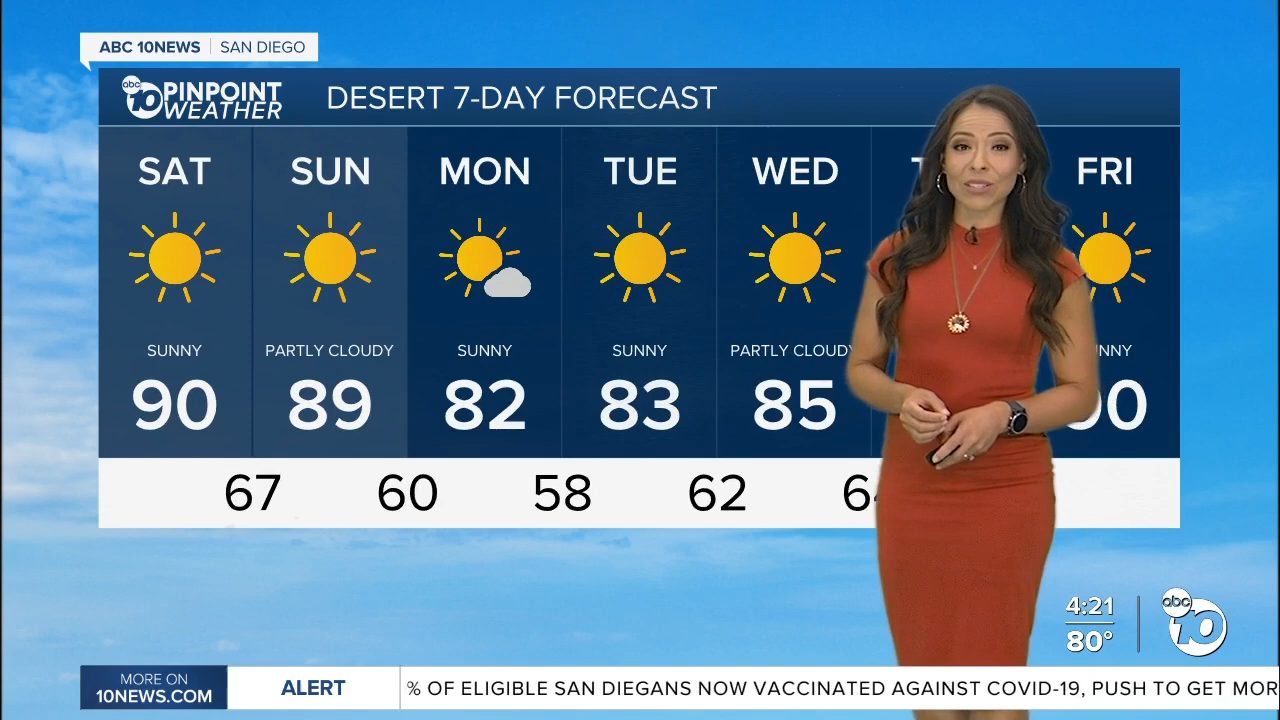 ABC 10NEWS | SAN DIEGO
abc 10 PINPOINT WEATHER
DESERT 7-DAY FORECAST
SAT SUN MON TUE WED FRI
SUNNY PARTLY CLOUDY SUNNY SUNNY PARTLY CLOUDY
90 89 82 83 85
67 60 58 62
4:21
80°
abc 10
MORE ON
10NEWS.COM
ALERT
% OF ELIGIBLE SAN DIEGANS NOW VACCINATED AGAINST COVID-19, PUSH TO GET MOR